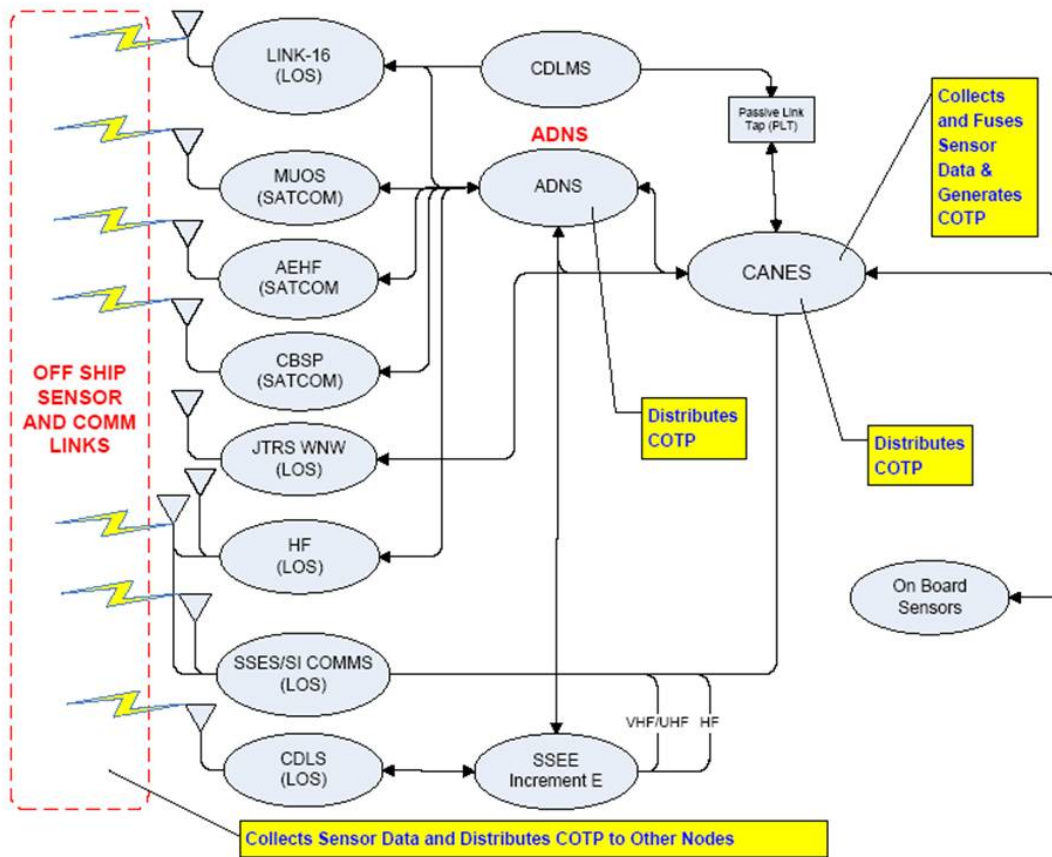 LINK-16
(LOS)
CDLMS
Passive Link
Tap (PLT)
Collects
and Fuses
Sensor
Data &
Generates
COTP
ADNS
ADNS
MUOS
(SATCOM)
AEHF
(SATCOM
CANES
CBSP
(SATCOM)
OFF SHIP
SENSOR
AND COMM
LINKS
Distributes
COTP
Distributes
COTP
JTRS WNW
(LOS)
HF
(LOS)
On Board
Sensors
SSES/SI COMMS
(LOS)
VHF/UHF
HF
CDLS
(LOS)
SSEE
Increment E
Collects Sensor Data and Distributes COTP to Other Nodes